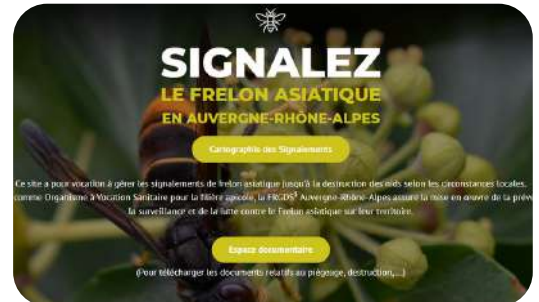 SIGNALEZ
LE FRELON ASIATIQUE
EN AUVERGNE-RHÔNE-ALPES
Cartographie des Signalements
Ce site a pour vocation à gérer les signalements de frelon asiatique jusqu'à la destruction des nids selon les circonstances locales.
comme Organisme à Vocation Sanitaire pour la filière apicole, la FRGDS Auvergne-Rhône-Alpes assure la mise en œuvre de la préve
la surveillance et de la lutte contre le Frelon asiatique sur leur territoire.
Espace documentaire
(Pour télécharger les documents relatifs au piégeage, destruction,...)